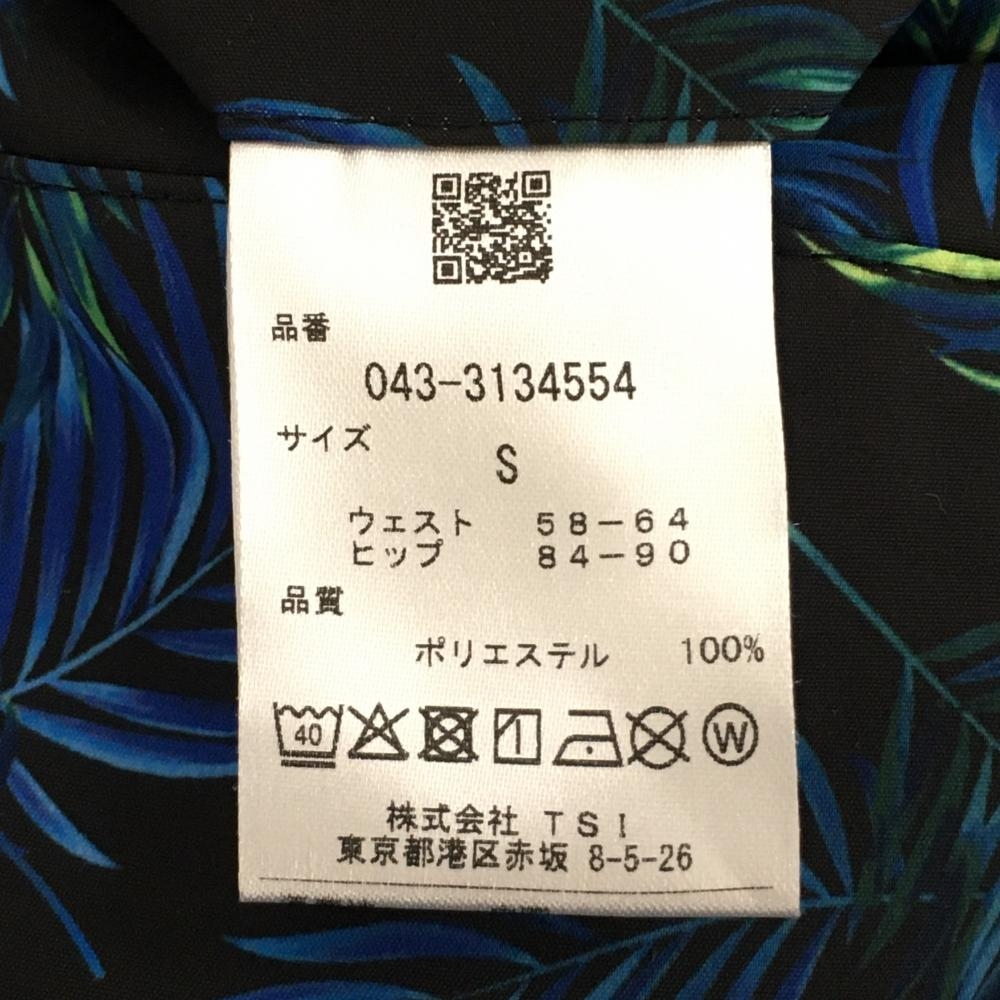 品番
043-3134554
サイズ
S
ウェスト 58-64
ヒップ 84-90
品質
ポリエステル 100%
40
W
株式会社 TSI
東京都港区赤坂 8-5-26